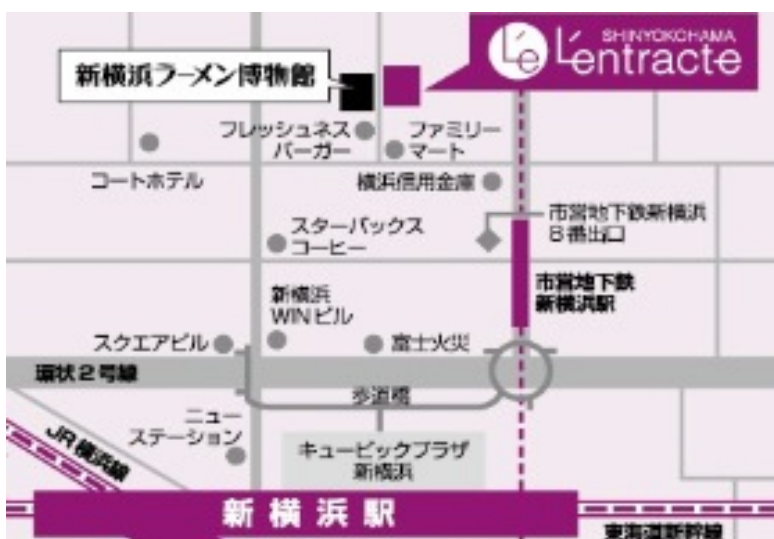 SHINYOKOHAMA
L'e L'entracte
新横浜ラーメン博物館
フレッシュネス
バーガー
ファミリー
マート
コートホテル
横浜信用金庫
市営地下鉄新横浜
8番出口
スターバックス
コーヒー
市営地下鉄
新横浜駅
新横浜
WINビル
スクエアビル
富士火災
環状2号線
歩道橋
ニュー
ステーション
JR横浜線
キュービックプラザ
新横浜
新横浜駅
東海道新幹線